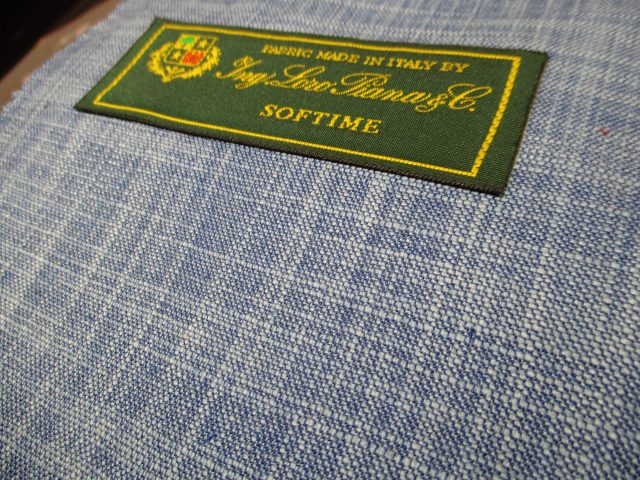 FABRIC MADE IN ITALY BY
Ing. Loro Piana & C.
SOFTIME